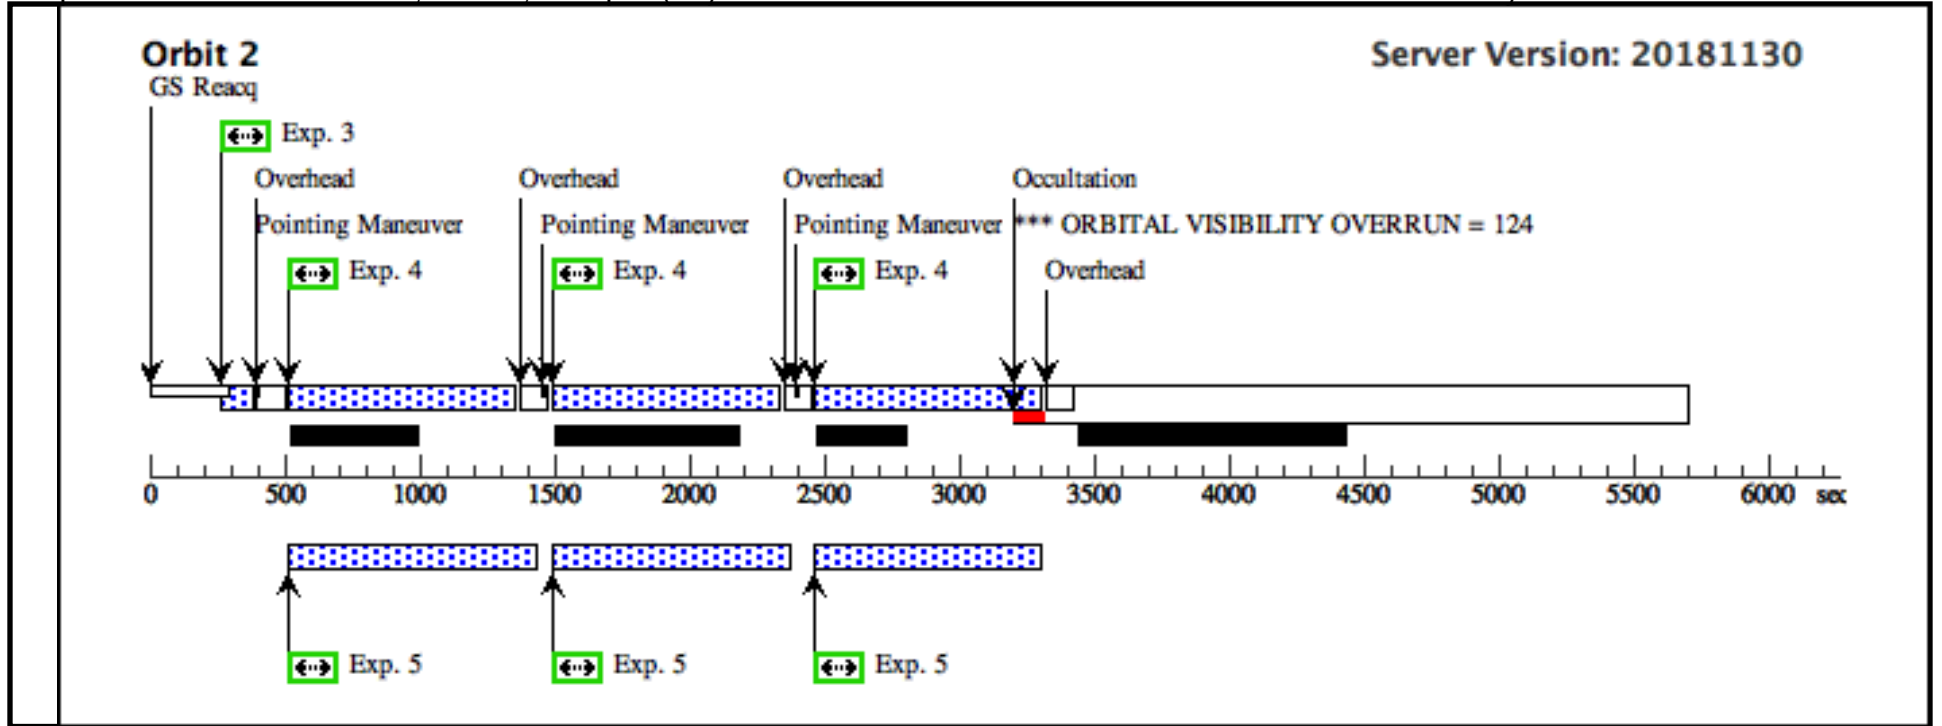 Orbit 2 Server Version: 20181130
GS Reacq
Exp. 3
Overhead Overhead Overhead Occultation
Pointing Maneuver Pointing Maneuver Pointing Maneuver *** ORBITAL VISIBILITY OVERRUN = 124
Exp. 4 Exp. 4 Exp. 4 Overhead
0 500 1000 1500 2000 2500 3000 3500 4000 4500 5000 5500 6000 sec
Exp. 5 Exp. 5 Exp. 5